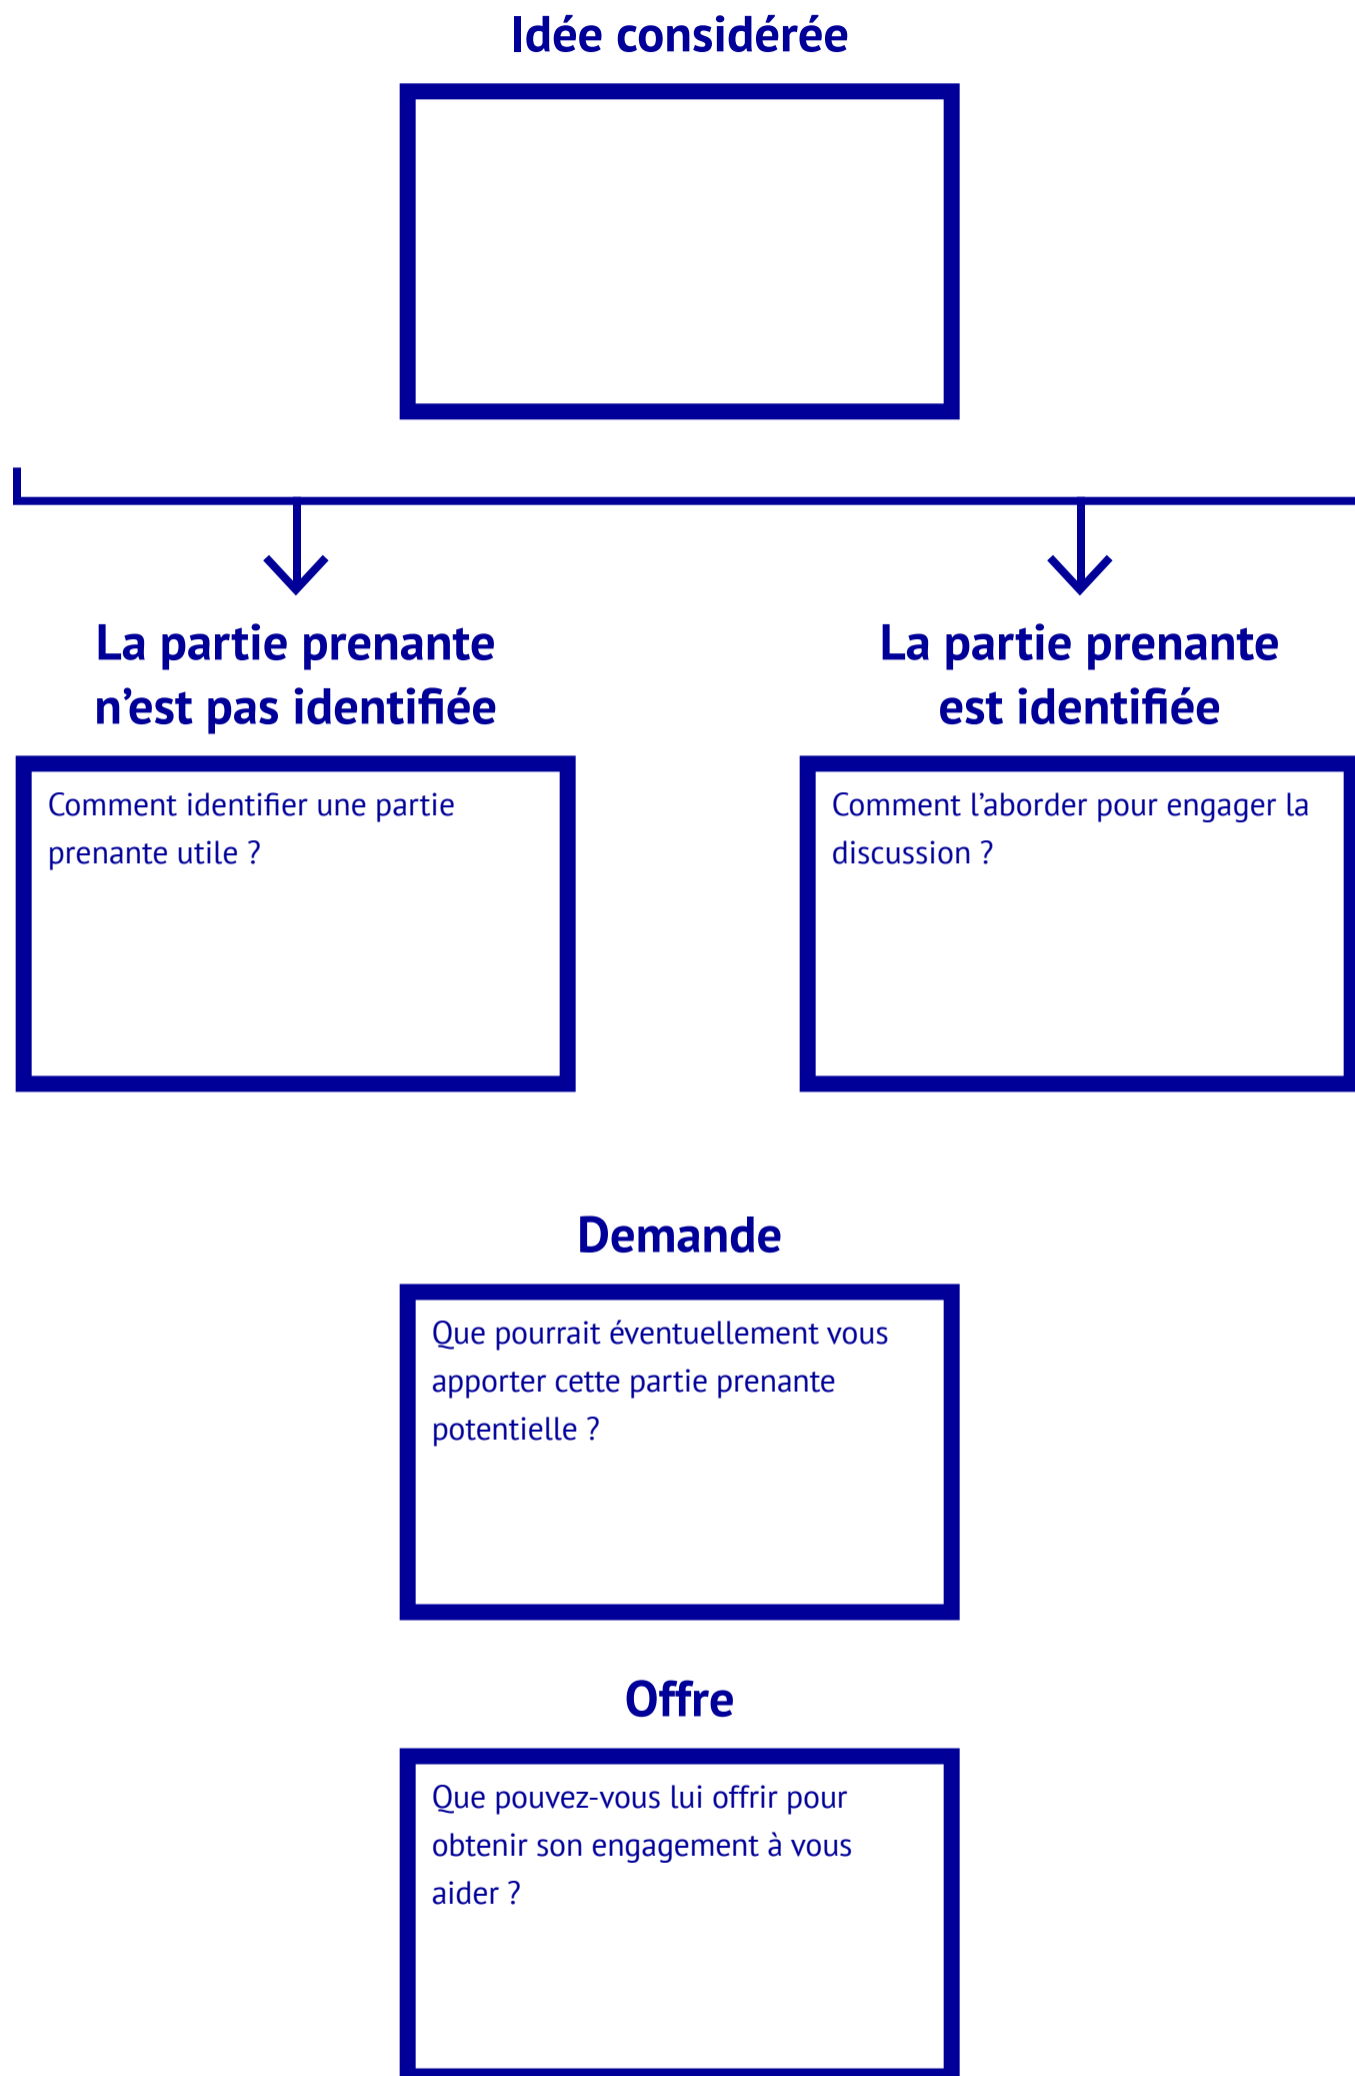 Idée considérée
La partie prenante
n’est pas identifiée
Comment identifier une partie
prenante utile ?
La partie prenante
est identifiée
Comment l’aborder pour engager la
discussion ?
Demande
Que pourrait éventuellement vous
apporter cette partie prenante
potentielle ?
Offre
Que pouvez-vous lui offrir pour
obtenir son engagement à vous
aider ?